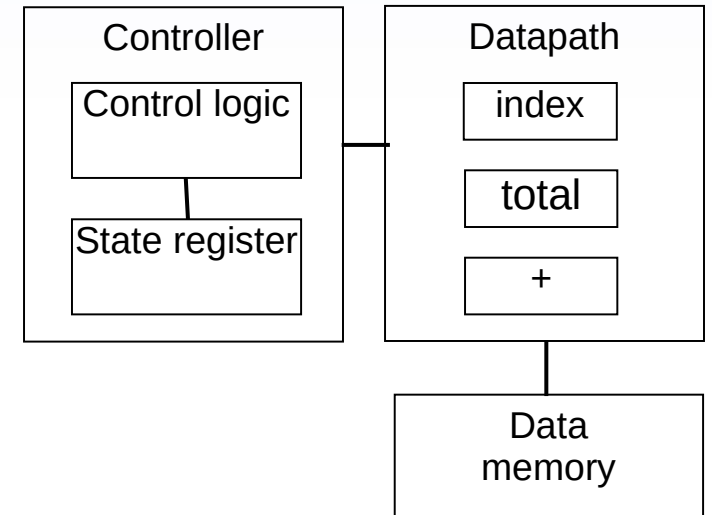 Controller
Control logic
State register
Datapath
index
total
+
Data
memory